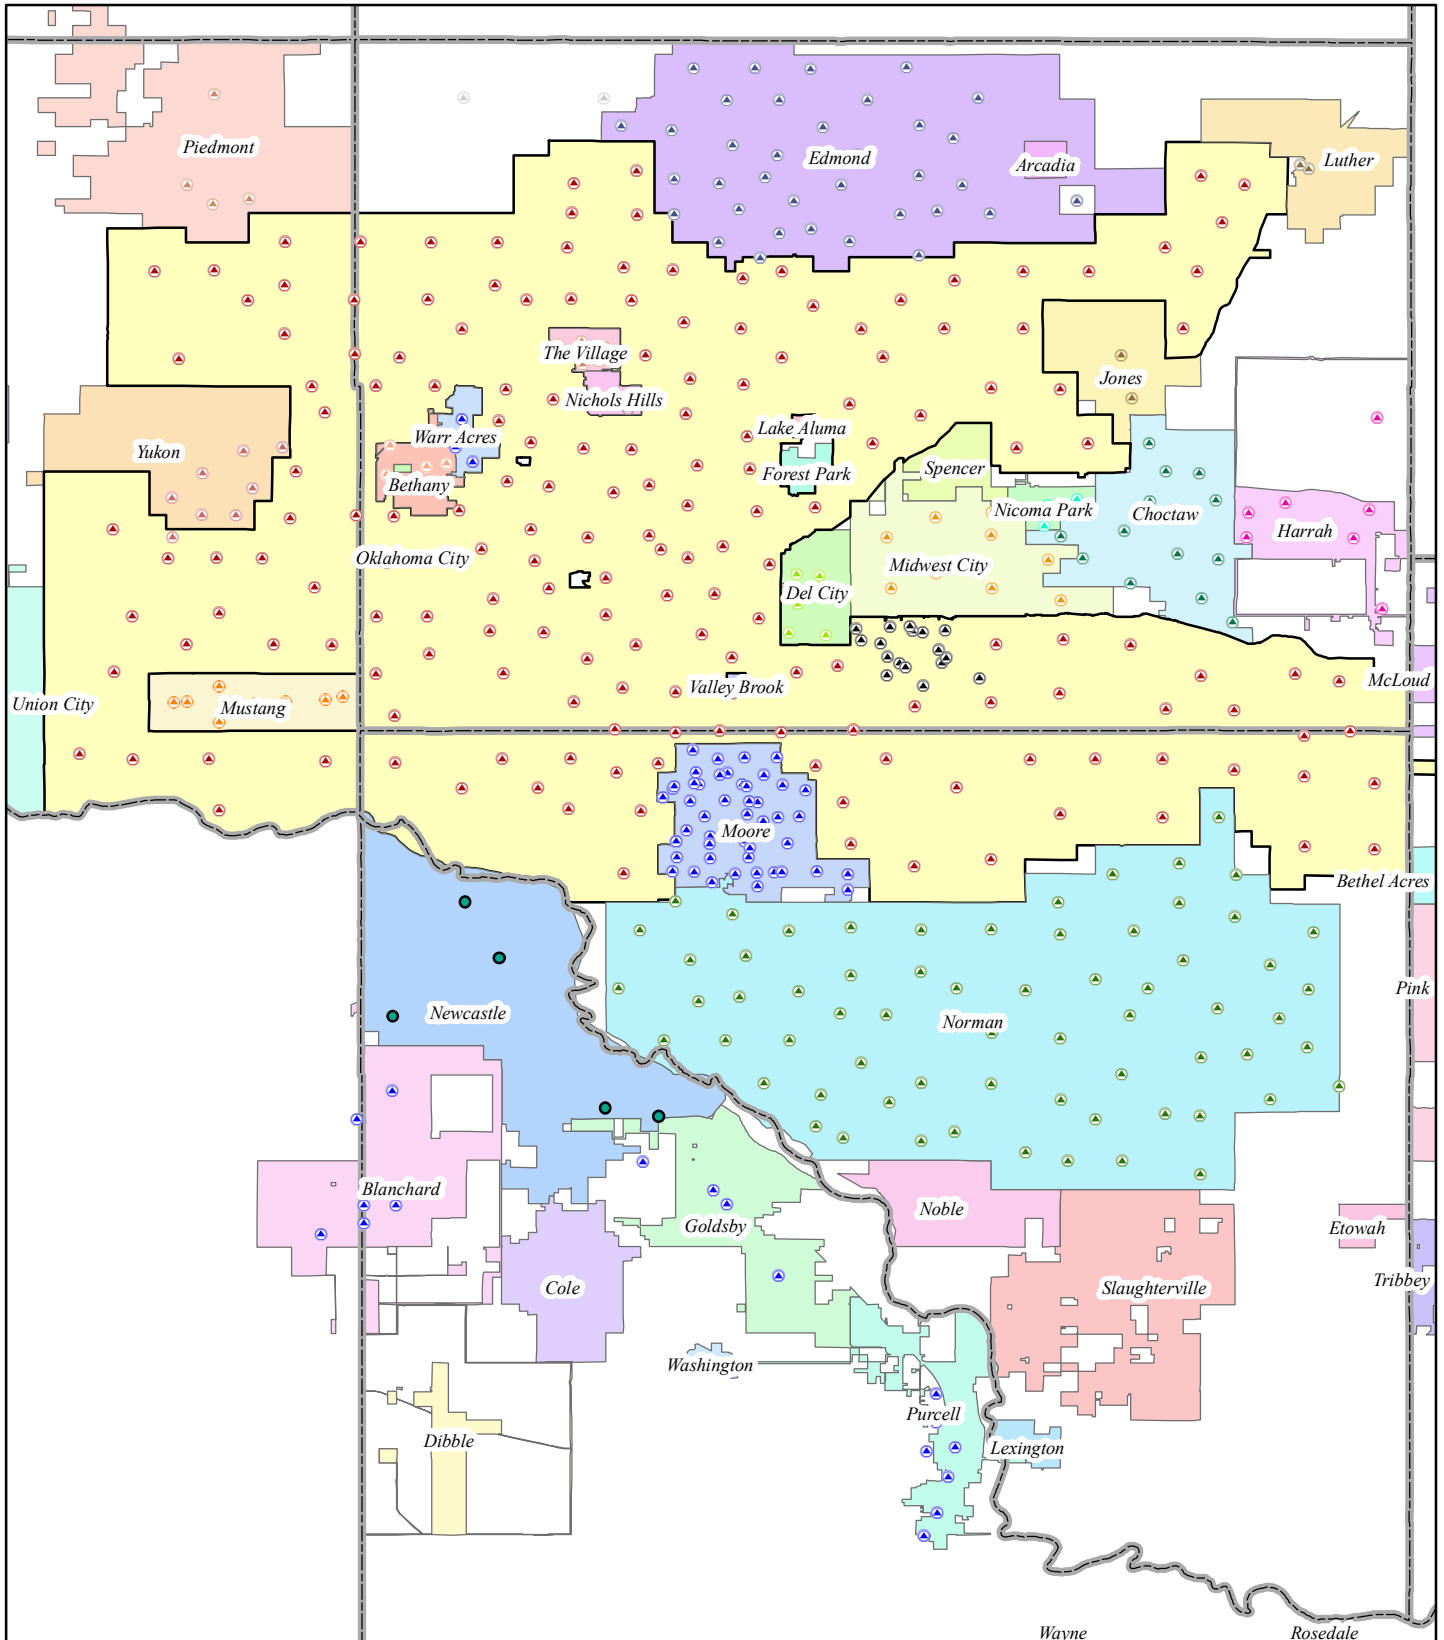 Piedmont
Edmond
Arcadia
Luther
The Village
Nichols Hills
Jones
Lake Aluma
Warr Acres
Yukon
Bethany
Forest Park
Spencer
Nicoma Park
Choctaw
Harrah
Oklahoma City
Midwest City
Del City
Valley Brook
McLoud
Union City
Mustang
Moore
Bethel Acres
Newcastle
Norman
Pink
Blanchard
Noble
Goldsby
Etowah
Tribbey
Cole
Slaughterville
Washington
Purcell
Dibble
Lexington
Wayne
Rosedale